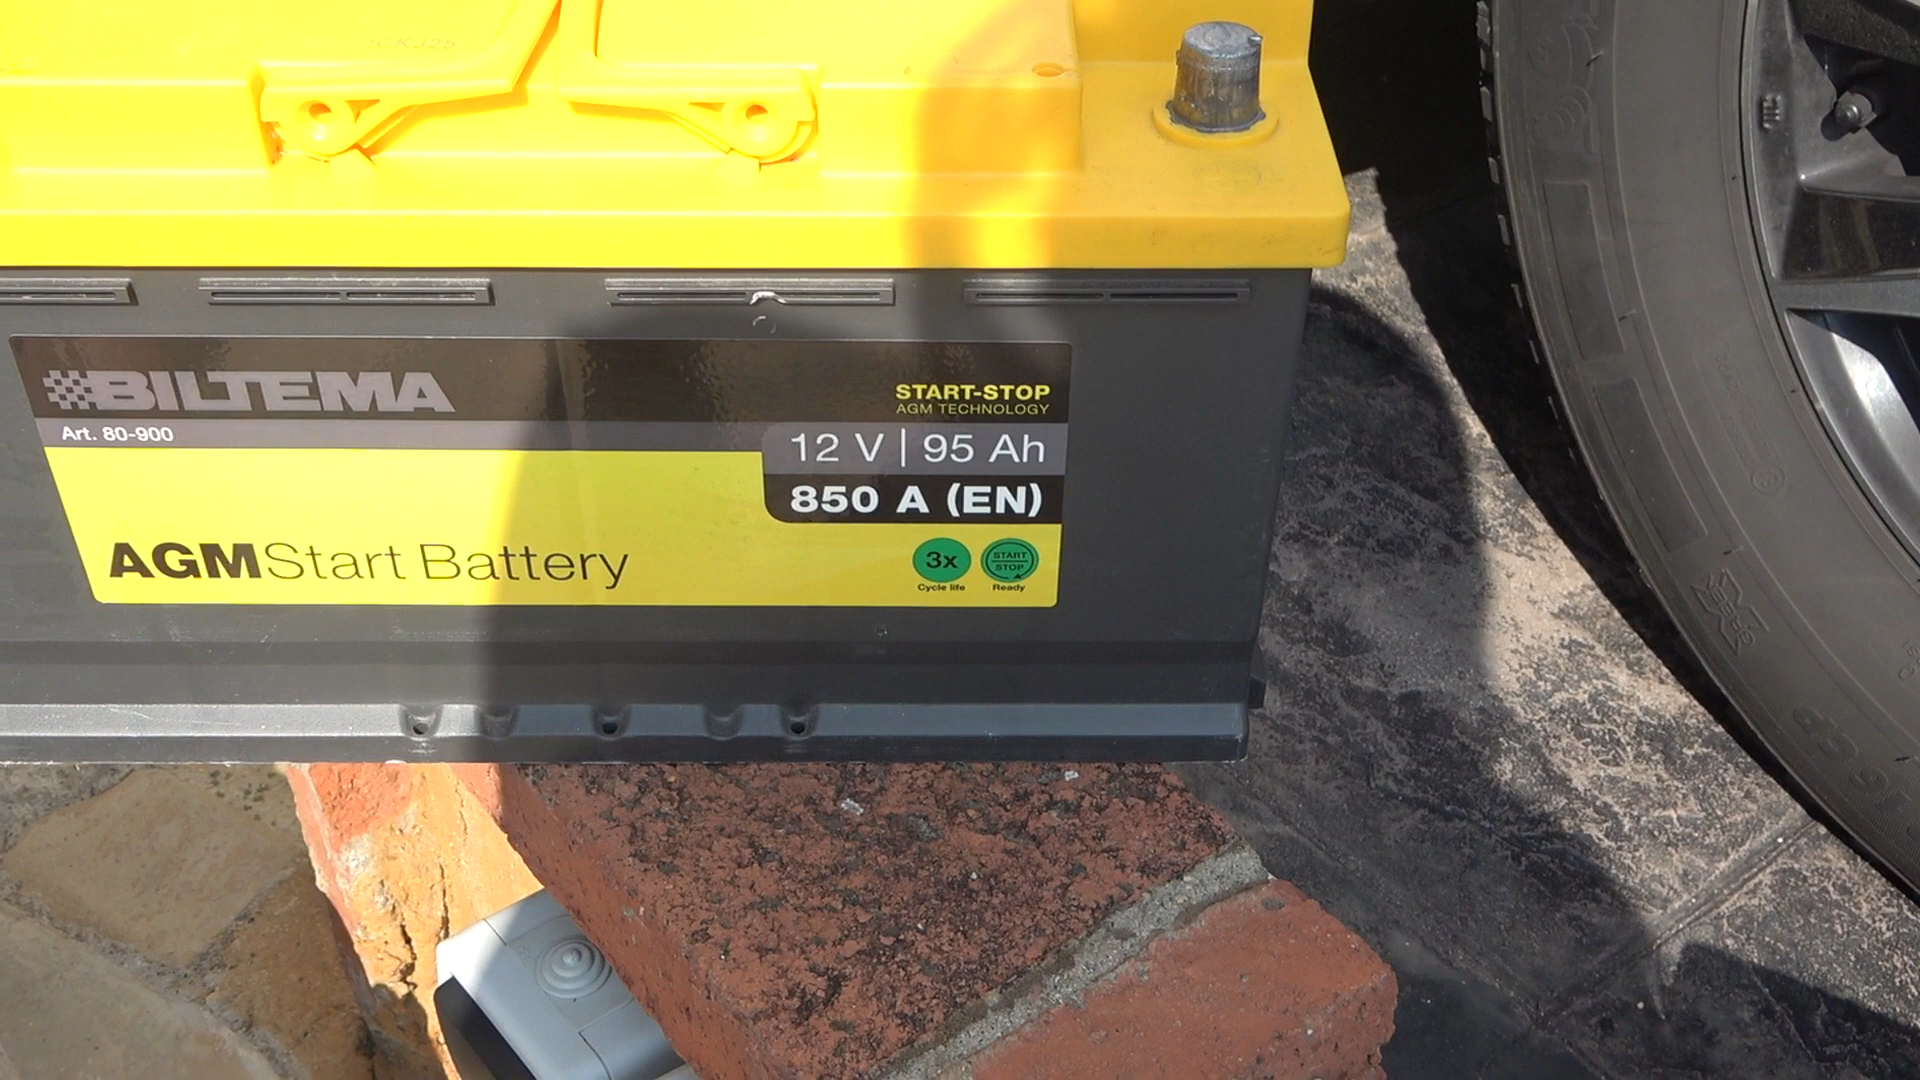 1CKJ25
BILTEMA
START-STOP
AGM TECHNOLOGY
Art. 80-900
12 V | 95 Ah
850 A (EN)
AGM Start Battery
3x
START
STOP
Cycle life
Ready